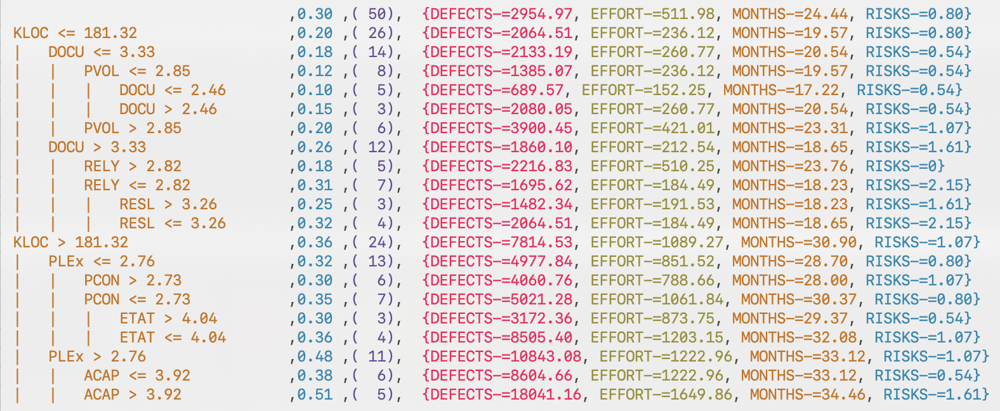 ,0.30 ,( 50), {DEFECTS-=2954.97, EFFORT-=511.98, MONTHS-=24.44, RISKS-=0.80}
KLOC <= 181.32 ,0.20 ,( 26), {DEFECTS-=2064.51, EFFORT-=236.12, MONTHS-=19.57, RISKS-=0.80}
| DOCU <= 3.33 ,0.18 ,( 14), {DEFECTS-=2133.19, EFFORT-=260.77, MONTHS-=20.54, RISKS-=0.54}
| | PVOL <= 2.85 ,0.12 ,( 8), {DEFECTS-=1385.07, EFFORT-=236.12, MONTHS-=19.57, RISKS-=0.54}
| | | DOCU <= 2.46 ,0.10 ,( 5), {DEFECTS-=689.57, EFFORT-=152.25, MONTHS-=17.22, RISKS-=0.54}
| | | DOCU > 2.46 ,0.15 ,( 3), {DEFECTS-=2080.05, EFFORT-=260.77, MONTHS-=20.54, RISKS-=0.54}
| | PVOL > 2.85 ,0.20 ,( 6), {DEFECTS-=3900.45, EFFORT-=421.01, MONTHS-=23.31, RISKS-=1.07}
| DOCU > 3.33 ,0.26 ,( 12), {DEFECTS-=1860.10, EFFORT-=212.54, MONTHS-=18.65, RISKS-=1.61}
| | RELY > 2.82 ,0.18 ,( 5), {DEFECTS-=2216.83, EFFORT-=510.25, MONTHS-=23.76, RISKS-=0}
| | RELY <= 2.82 ,0.31 ,( 7), {DEFECTS-=1695.62, EFFORT-=184.49, MONTHS-=18.23, RISKS-=2.15}
| | | RESL > 3.26 ,0.25 ,( 3), {DEFECTS-=1482.34, EFFORT-=191.53, MONTHS-=18.23, RISKS-=1.61}
| | | RESL <= 3.26 ,0.32 ,( 4), {DEFECTS-=2064.51, EFFORT-=184.49, MONTHS-=18.65, RISKS-=2.15}
KLOC > 181.32 ,0.36 ,( 24), {DEFECTS-=7814.53, EFFORT-=1089.27, MONTHS-=30.90, RISKS-=1.07}
| PLEx <= 2.76 ,0.32 ,( 13), {DEFECTS-=4977.84, EFFORT-=851.52, MONTHS-=28.70, RISKS-=0.80}
| | PCON > 2.73 ,0.30 ,( 6), {DEFECTS-=4060.76, EFFORT-=788.66, MONTHS-=28.00, RISKS-=1.07}
| | PCON <= 2.73 ,0.35 ,( 7), {DEFECTS-=5021.28, EFFORT-=1061.84, MONTHS-=30.37, RISKS-=0.80}
| | | ETAT > 4.04 ,0.30 ,( 3), {DEFECTS-=3172.36, EFFORT-=873.75, MONTHS-=29.37, RISKS-=0.54}
| | | ETAT <= 4.04 ,0.36 ,( 4), {DEFECTS-=8505.40, EFFORT-=1203.15, MONTHS-=32.08, RISKS-=1.07}
| PLEx > 2.76 ,0.48 ,( 11), {DEFECTS-=10843.08, EFFORT-=1222.96, MONTHS-=33.12, RISKS-=1.07}
| | ACAP <= 3.92 ,0.38 ,( 6), {DEFECTS-=8604.66, EFFORT-=1222.96, MONTHS-=33.12, RISKS-=0.54}
| | ACAP > 3.92 ,0.51 ,( 5), {DEFECTS-=18041.16, EFFORT-=1649.86, MONTHS-=34.46, RISKS-=1.61}